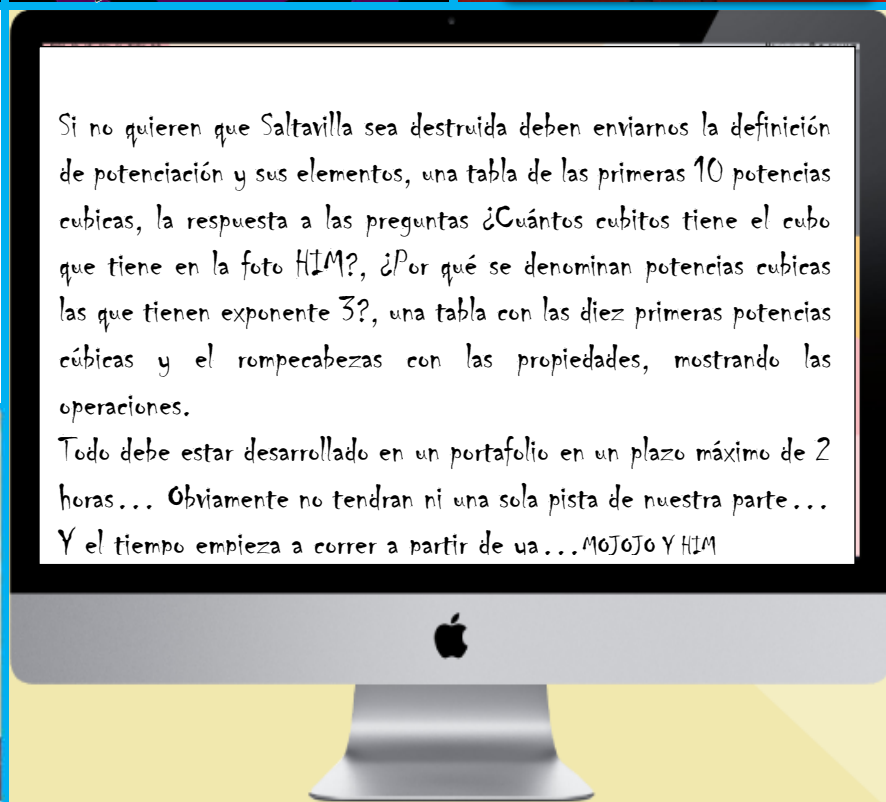 Si no quieren que Saltavilla sea destruida deben enviarnos la definición
de potenciación y sus elementos, una tabla de las primeras 10 potencias
cubicas, la respuesta a las preguntas ¿Cuántos cubitos tiene el cubo
que tiene en la foto HIM?, ¿Por qué se denominan potencias cubicas
las que tienen exponente 3?, una tabla con las diez primeras potencias
cúbicas y el rompecabezas con las propiedades, mostrando las
operaciones.
Todo debe estar desarrollado en un portafolio en un plazo máximo de 2
horas... Obviamente no tendran ni una sola pista de nuestra parte...
Y el tiempo empieza a correr a partir de ya...MOJOJO Y HIM